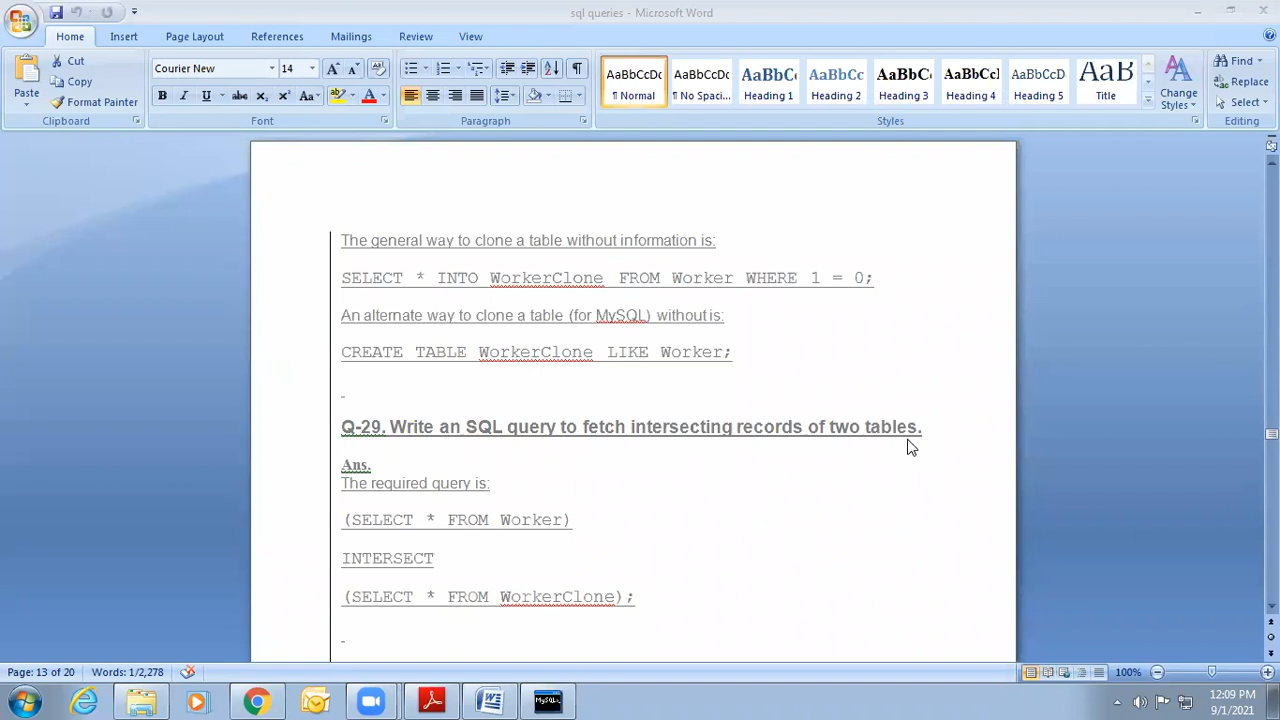 sql queries - Microsoft Word
Home Insert Page Layout References Mailings Review View
Paste Cut Copy Format Painter Clipboard
Courier New 14 Font
Paragraph
AaBbCcDc ¶ Normal AaBbCcDc ¶ No Spaci... AaBbC Heading 1 AaBbCc Heading 2 AaBbCc Heading 3 AaBbCcI Heading 4 AaBbCcD Heading 5 AaB Title Change Styles Styles
Find Replace Select Editing
The general way to clone a table without information is:
SELECT * INTO WorkerClone FROM Worker WHERE 1 = 0;
An alternate way to clone a table (for MySQL) without is:
CREATE TABLE WorkerClone LIKE Worker;
Q-29. Write an SQL query to fetch intersecting records of two tables.
Ans.
The required query is:
(SELECT * FROM Worker)
INTERSECT
(SELECT * FROM WorkerClone);
Page: 13 of 20 Words: 1/2,278 100%
MySQL
12:09 PM
9/1/2021